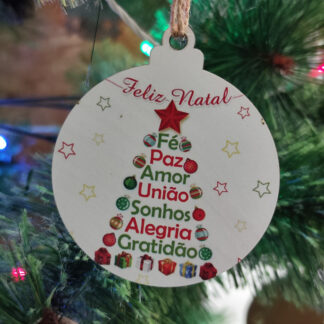 Feliz Natal
Fé
Paz
Amor
União
Sonhos
Alegria
Gratidão